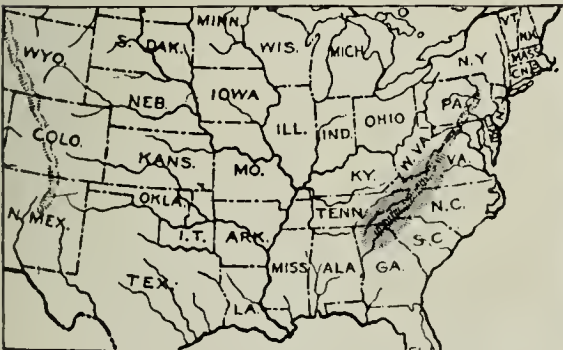 MINN. VT.
WYO. S. DAK. WIS. MICH. N.Y. N.H.
MASS.
C.N.
NEB. IOWA PA.
COLO. ILL. IND. OHIO
KANS. MO. KY. W. VA. VA.
OKLA. TENN. N.C.
N. MEX. I.T. ARK. S.C.
TEX. MISS. ALA. GA.
LA.